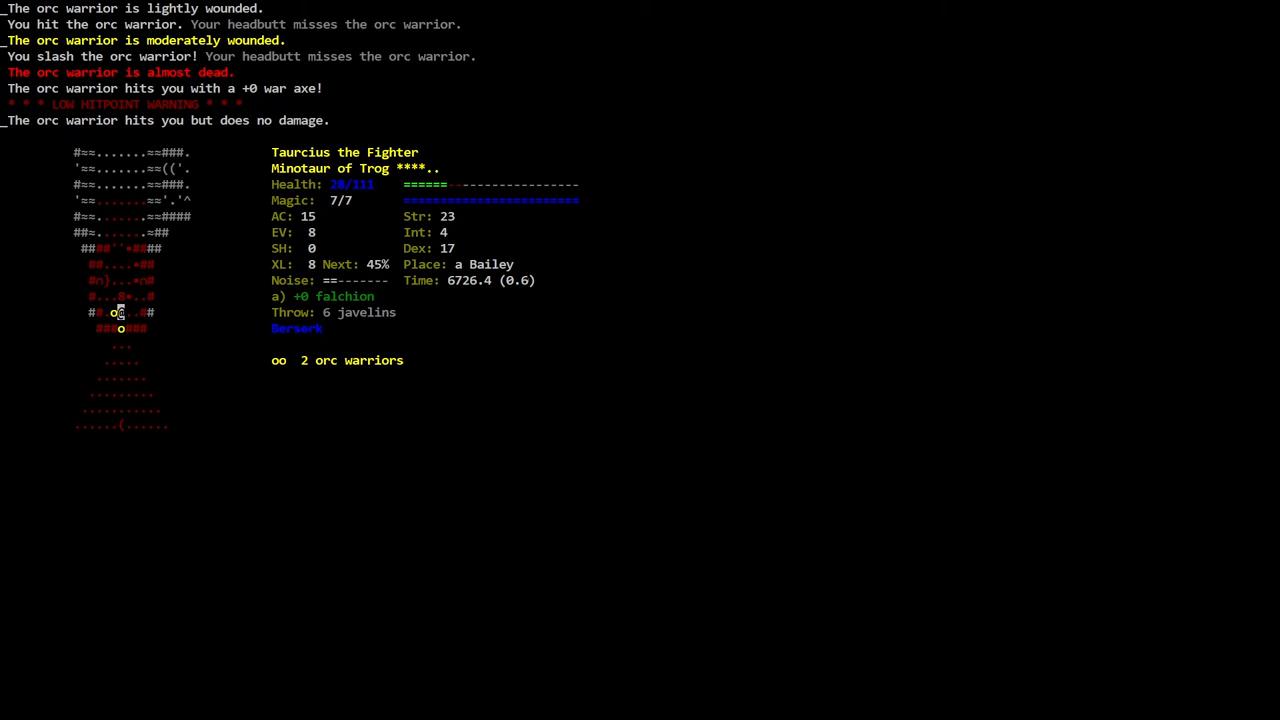 _The orc warrior is lightly wounded.
You hit the orc warrior. Your headbutt misses the orc warrior.
_The orc warrior is moderately wounded.
You slash the orc warrior! Your headbutt misses the orc warrior.
The orc warrior is almost dead.
The orc warrior hits you with a +0 war axe!
* * * LOW HITPOINT WARNING * * *
_The orc warrior hits you but does no damage.
#≈≈.......≈≈###. Taurcius the Fighter
'≈≈.......≈≈(('. Minotaur of Trog ****..
#≈≈.......≈≈###. Health: 28/111 ======------------------
'≈≈.......≈≈'.'^ Magic: 7/7 ========================
#≈≈.......≈≈#### AC: 15 Str: 23
##≈.......≈## EV: 8 Int: 4
####''•#### SH: 0 Dex: 17
##....•## XL: 8 Next: 45% Place: a Bailey
#∩}...•∩# Noise: ==------- Time: 6726.4 (0.6)
#...8•..# a) +0 falchion
##.o@..## Throw: 6 javelins
###o### Berserk
...
..... oo 2 orc warriors
.......
.........
...........
......(......